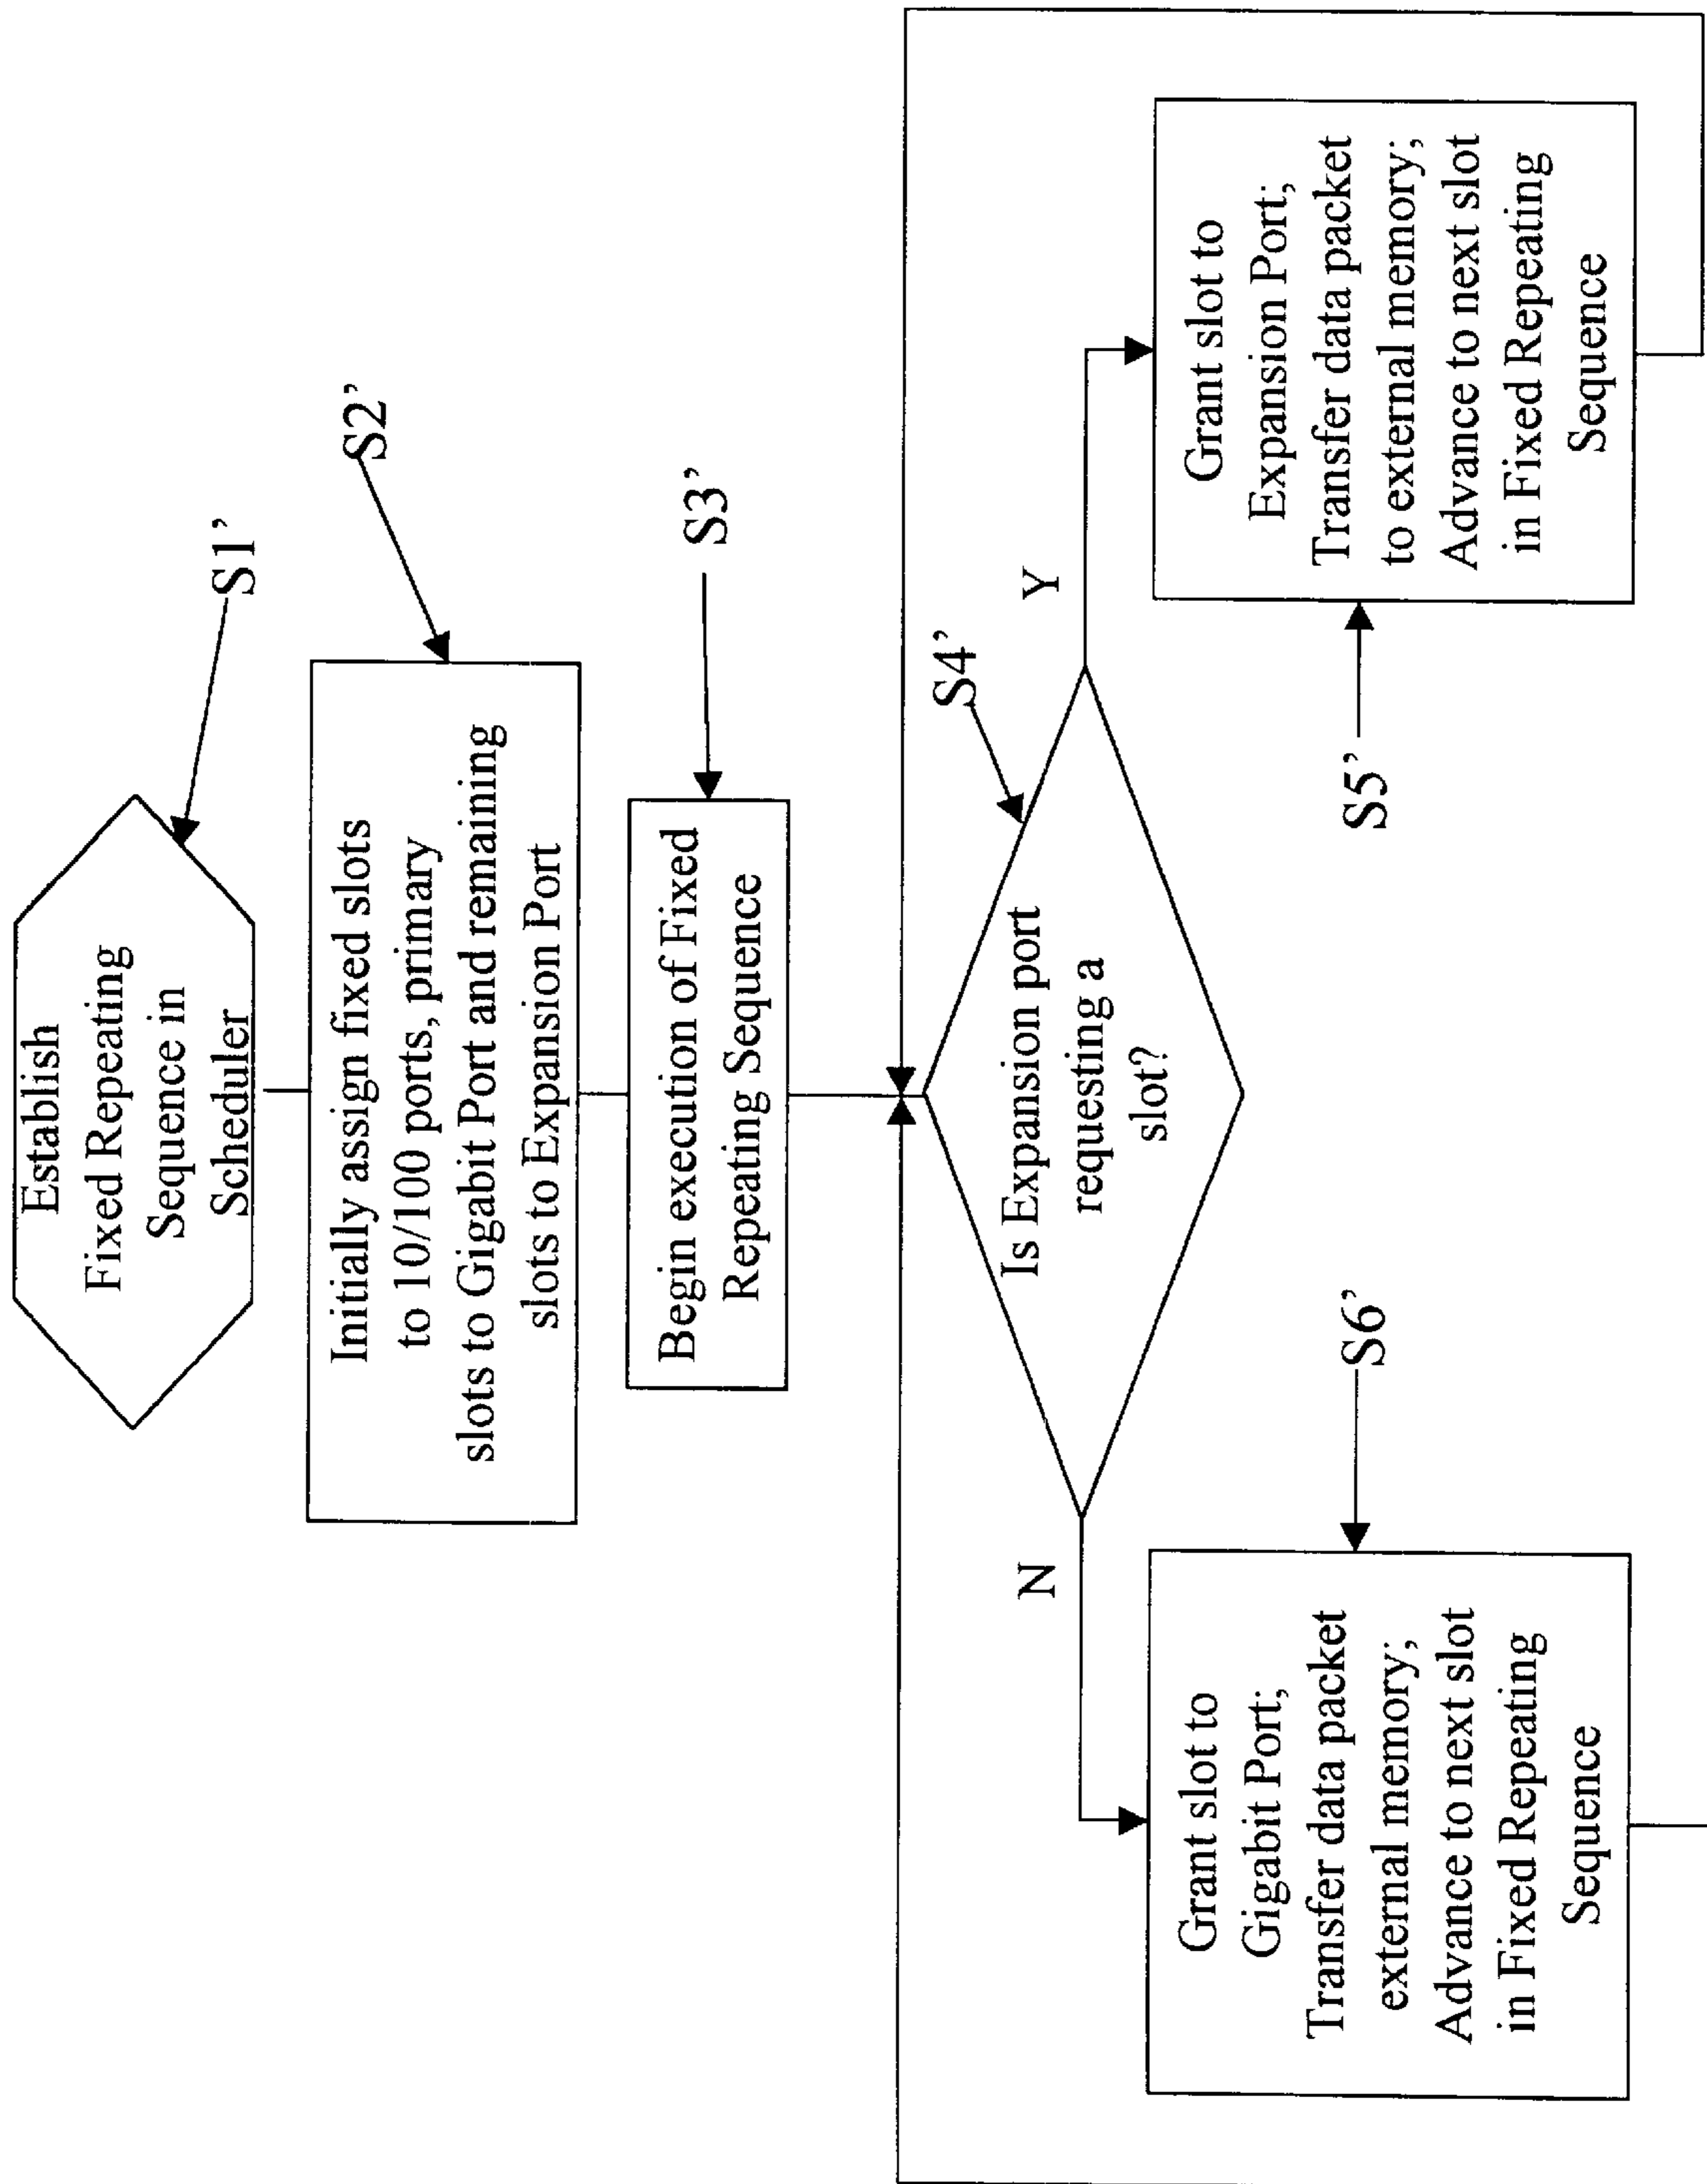 Establish
Fixed Repeating
Sequence in
Scheduler
S1’
Initially assign fixed slots
to 10/100 ports, primary
slots to Gigabit Port and remaining
slots to Expansion Port
S2’
Begin execution of Fixed
Repeating Sequence
S3’
Is Expansion port
requesting a
slot?
S4’
N
Y
Grant slot to
Gigabit Port;
Transfer data packet
external memory;
Advance to next slot
in Fixed Repeating
Sequence
S6’
S5’
Grant slot to
Expansion Port;
Transfer data packet
to external memory;
Advance to next slot
in Fixed Repeating
Sequence